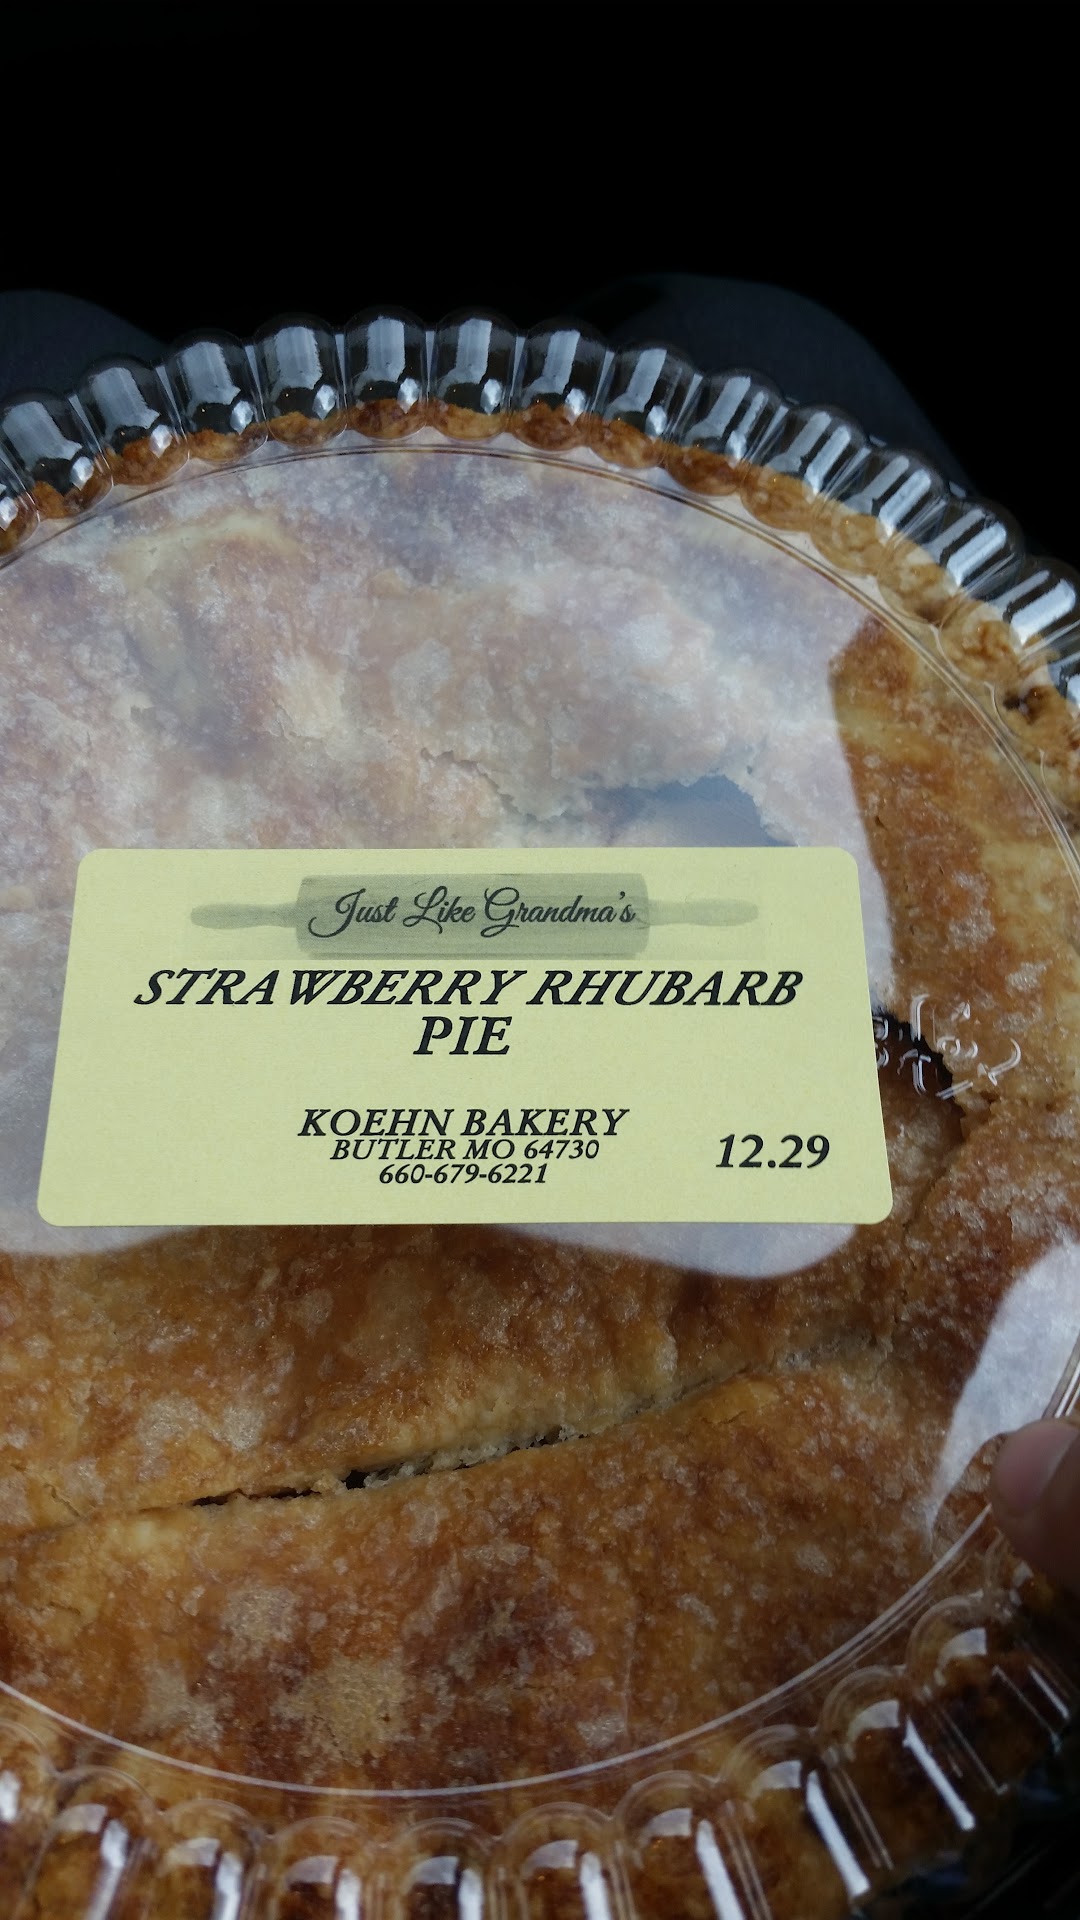 Just Like Grandma's
STRAWBERRY RHUBARB
PIE
KOEHN BAKERY
BUTLER MO 64730
660-679-6221
12.29